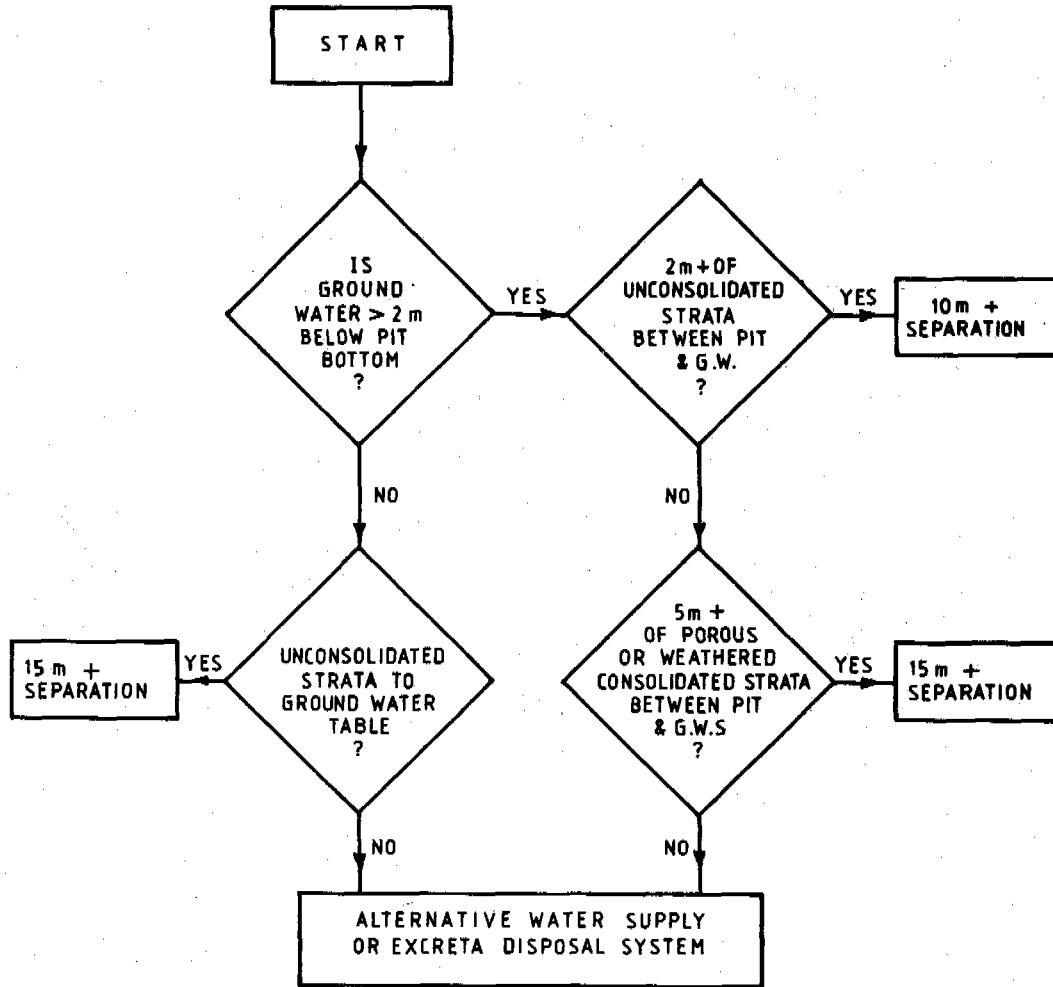 START
IS
GROUND
WATER > 2 m
BELOW PIT
BOTTOM
?
YES
2m+ OF
UNCONSOLIDATED
STRATA
BETWEEN PIT
& G.W.
?
YES
10m +
SEPARATION
NO
NO
UNCONSOLIDATED
STRATA TO
GROUND WATER
TABLE
?
YES
15m +
SEPARATION
5m +
OF POROUS
OR WEATHERED
CONSOLIDATED STRATA
BETWEEN PIT
& G.W.S
?
YES
15m +
SEPARATION
NO
NO
ALTERNATIVE WATER SUPPLY
OR EXCRETA DISPOSAL SYSTEM